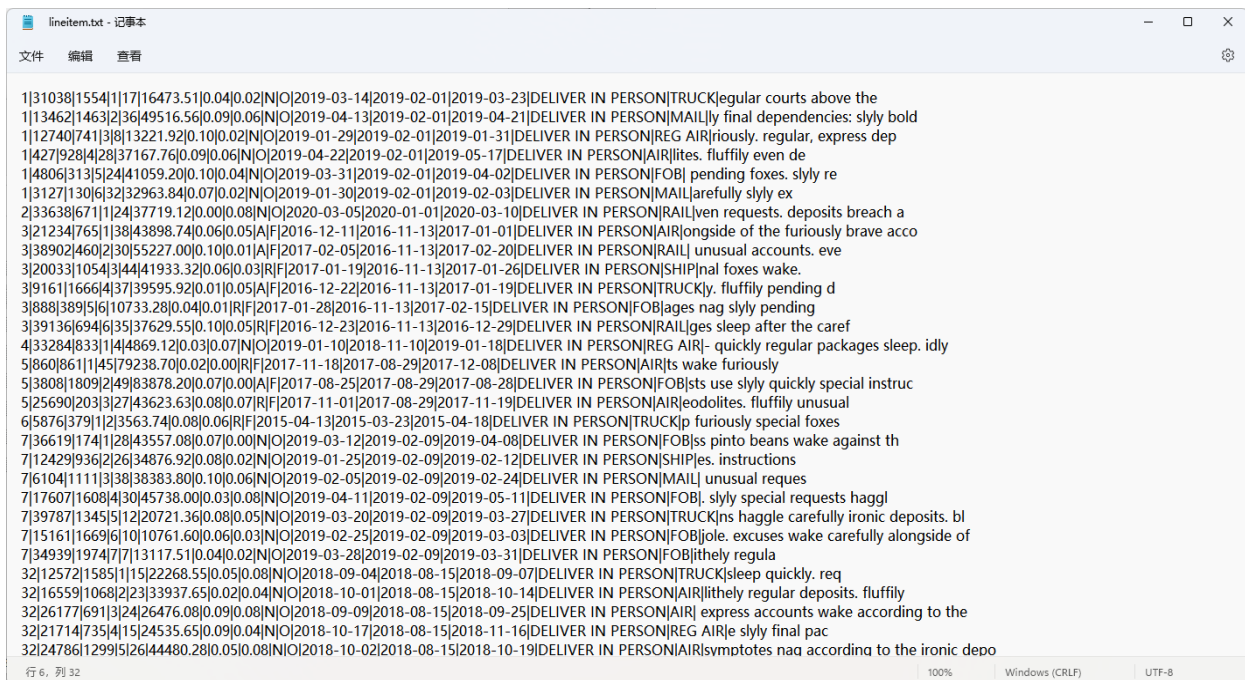 lineitem.txt - 记事本
文件 编辑 查看
1|31038|1554|1|17|16473.51|0.04|0.02|N|O|2019-03-14|2019-02-01|2019-03-23|DELIVER IN PERSON|TRUCK|egular courts above the
1|13462|1463|2|36|49516.56|0.09|0.06|N|O|2019-04-13|2019-02-01|2019-04-21|DELIVER IN PERSON|MAIL|ly final dependencies: slyly bold
1|12740|741|3|8|13221.92|0.10|0.02|N|O|2019-01-29|2019-02-01|2019-01-31|DELIVER IN PERSON|REG AIR|riously. regular, express dep
1|427|928|4|28|37167.76|0.09|0.06|N|O|2019-04-22|2019-02-01|2019-05-17|DELIVER IN PERSON|AIR|lites. fluffily even de
1|4806|313|5|24|41059.20|0.10|0.04|N|O|2019-03-31|2019-02-01|2019-04-02|DELIVER IN PERSON|FOB| pending foxes. slyly re
1|3127|130|6|32|32963.84|0.07|0.02|N|O|2019-01-30|2019-02-01|2019-02-03|DELIVER IN PERSON|MAIL|arefully slyly ex
2|33638|671|1|24|37719.12|0.00|0.08|N|O|2020-03-05|2020-01-01|2020-03-10|DELIVER IN PERSON|RAIL|ven requests. deposits breach a
3|21234|765|1|38|43898.74|0.06|0.05|A|F|2016-12-11|2016-11-13|2017-01-01|DELIVER IN PERSON|AIR|ongside of the furiously brave acco
3|38902|460|2|30|55227.00|0.10|0.01|A|F|2017-02-05|2016-11-13|2017-02-20|DELIVER IN PERSON|RAIL| unusual accounts. eve
3|20033|1054|3|44|41933.32|0.06|0.03|R|F|2017-01-19|2016-11-13|2017-01-26|DELIVER IN PERSON|SHIP|nal foxes wake.
3|9161|1666|4|37|39595.92|0.01|0.05|A|F|2016-12-22|2016-11-13|2017-01-19|DELIVER IN PERSON|TRUCK|y. fluffily pending d
3|888|389|5|6|10733.28|0.04|0.01|R|F|2017-01-28|2016-11-13|2017-02-15|DELIVER IN PERSON|FOB|ages nag slyly pending
3|39136|694|6|35|37629.55|0.10|0.05|R|F|2016-12-23|2016-11-13|2016-12-29|DELIVER IN PERSON|RAIL|ges sleep after the caref
4|33284|833|1|4|4869.12|0.03|0.07|N|O|2019-01-10|2018-11-10|2019-01-18|DELIVER IN PERSON|REG AIR|- quickly regular packages sleep. idly
5|860|861|1|45|79238.70|0.02|0.00|R|F|2017-11-18|2017-08-29|2017-12-08|DELIVER IN PERSON|AIR|ts wake furiously
5|3808|1809|2|49|83878.20|0.07|0.00|A|F|2017-08-25|2017-08-29|2017-08-28|DELIVER IN PERSON|FOB|sts use slyly quickly special instruc
5|25690|203|3|27|43623.63|0.08|0.07|R|F|2017-11-01|2017-08-29|2017-11-19|DELIVER IN PERSON|AIR|eodolites. fluffily unusual
6|5876|379|1|2|3563.74|0.08|0.06|R|F|2015-04-13|2015-03-23|2015-04-18|DELIVER IN PERSON|TRUCK|p furiously special foxes
7|36619|174|1|28|43557.08|0.07|0.00|N|O|2019-03-12|2019-02-09|2019-04-08|DELIVER IN PERSON|FOB|ss pinto beans wake against th
7|12429|936|2|26|34876.92|0.08|0.02|N|O|2019-01-25|2019-02-09|2019-02-12|DELIVER IN PERSON|SHIP|es. instructions
7|6104|1111|3|38|38383.80|0.10|0.06|N|O|2019-02-05|2019-02-09|2019-02-24|DELIVER IN PERSON|MAIL| unusual reques
7|17607|1608|4|30|45738.00|0.03|0.08|N|O|2019-04-11|2019-02-09|2019-05-11|DELIVER IN PERSON|FOB|. slyly special requests haggl
7|39787|1345|5|12|20721.36|0.08|0.05|N|O|2019-03-20|2019-02-09|2019-03-27|DELIVER IN PERSON|TRUCK|ns haggle carefully ironic deposits. bl
7|15161|1669|6|10|10761.60|0.06|0.03|N|O|2019-02-25|2019-02-09|2019-03-03|DELIVER IN PERSON|FOB|jole. excuses wake carefully alongside of
7|34939|1974|7|7|13117.51|0.04|0.02|N|O|2019-03-28|2019-02-09|2019-03-31|DELIVER IN PERSON|FOB|ithely regula
32|12572|1585|1|15|22268.55|0.05|0.08|N|O|2018-09-04|2018-08-15|2018-09-07|DELIVER IN PERSON|TRUCK|sleep quickly. req
32|16559|1068|2|23|33937.65|0.02|0.04|N|O|2018-10-01|2018-08-15|2018-10-14|DELIVER IN PERSON|AIR|lithely regular deposits. fluffily
32|26177|691|3|24|26476.08|0.09|0.08|N|O|2018-09-09|2018-08-15|2018-09-25|DELIVER IN PERSON|AIR| express accounts wake according to the
32|21714|735|4|15|24535.65|0.09|0.04|N|O|2018-10-17|2018-08-15|2018-11-16|DELIVER IN PERSON|REG AIR|e slyly final pac
32|24786|1299|5|26|44480.28|0.05|0.08|N|O|2018-10-02|2018-08-15|2018-10-19|DELIVER IN PERSON|AIR|symptotes nag according to the ironic depo
行 6，列 32 100% Windows (CRLF) UTF-8